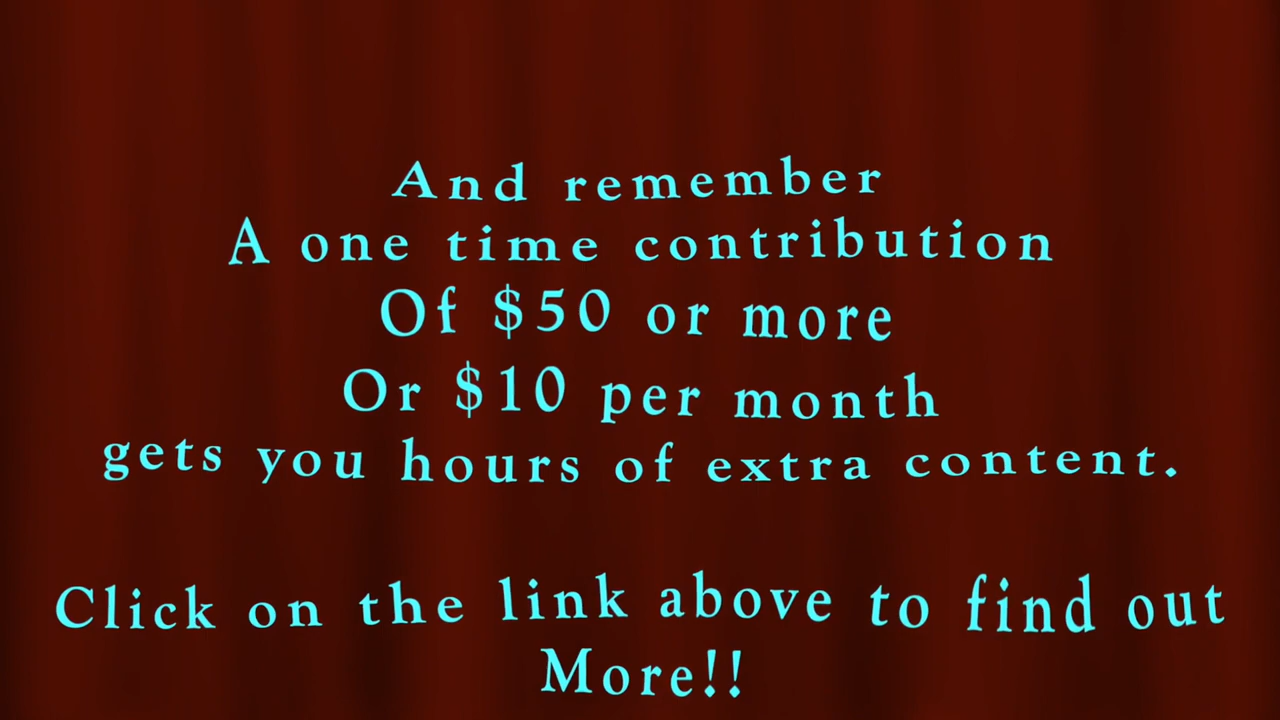 And remember
A one time contribution
Of $50 or more
Or $10 per month
gets you hours of extra content.
Click on the link above to find out
More!!